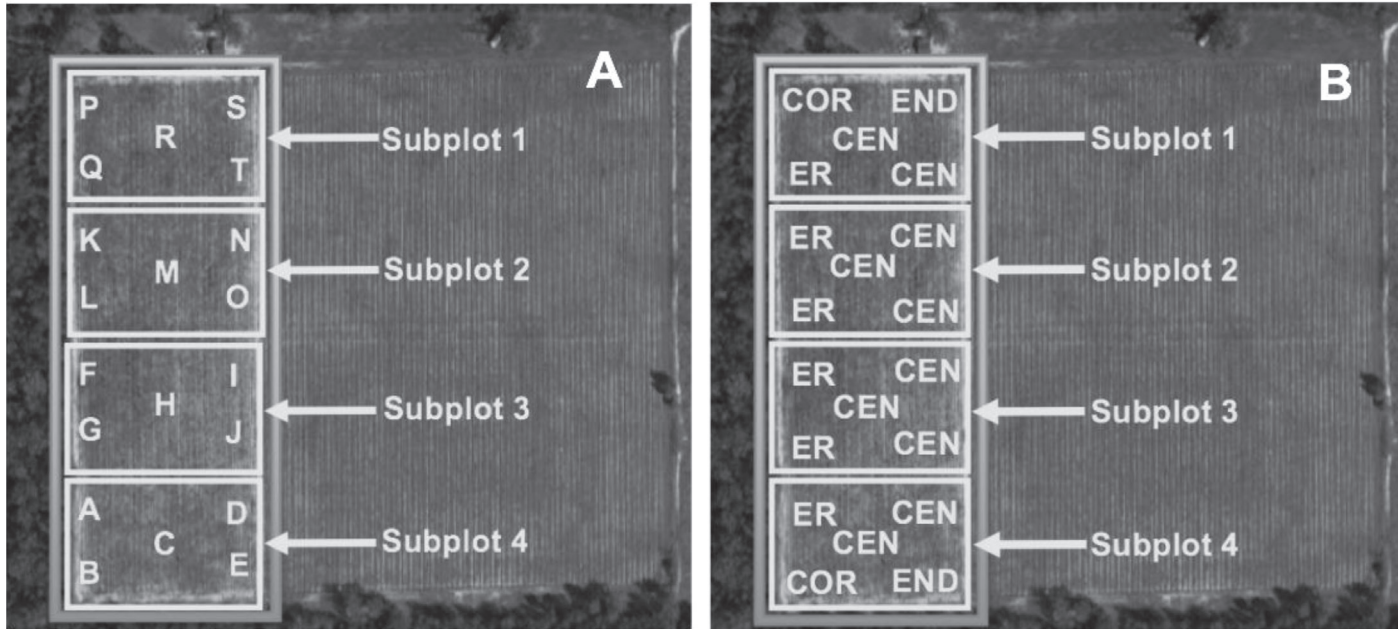 A
P S
R
Q T
Subplot 1
K N
M
L O
Subplot 2
F I
H
G J
Subplot 3
A D
C
B E
Subplot 4
B
COR END
CEN
ER CEN
Subplot 1
ER CEN
CEN
ER CEN
Subplot 2
ER CEN
CEN
ER CEN
Subplot 3
ER CEN
CEN
COR END
Subplot 4